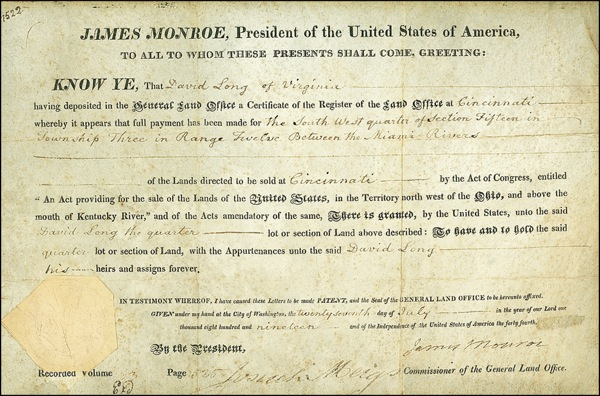 1522
JAMES MONROE, President of the United States of America,
TO ALL TO WHOM THESE PRESENTS SHALL COME, GREETING:
KNOW YE, That David Long of Virginia
having deposited in the General Land Office a Certificate of the Register of the Land Office at Cincinnati
whereby it appears that full payment has been made for the South West quarter of Section Fifteen in
Township Three in Range Twelve Between the Miami Rivers
of the Lands directed to be sold at Cincinnati by the Act of Congress, entitled
"An Act providing for the sale of the Lands of the United States, in the Territory north west of the Ohio, and above the
mouth of Kentucky River," and of the Acts amendatory of the same, There is granted, by the United States, unto the said
David Long the quarter lot or section of Land above described: To have and to hold the said
quarter lot or section of Land, with the Appurtenances unto the said David Long
his heirs and assigns forever.
IN TESTIMONY WHEREOF, I have caused these Letters to be made PATENT, and the Seal of the GENERAL LAND OFFICE to be hereunto affixed.
GIVEN under my hand at the City of Washington, the twenty seventh day of July in the year of our Lord one
thousand eight hundred and nineteen and of the Independence of the United States of America the forty fourth.
By the President, James Monroe
Recorded Volume Page Josiah Meigs Commissioner of the General Land Office.